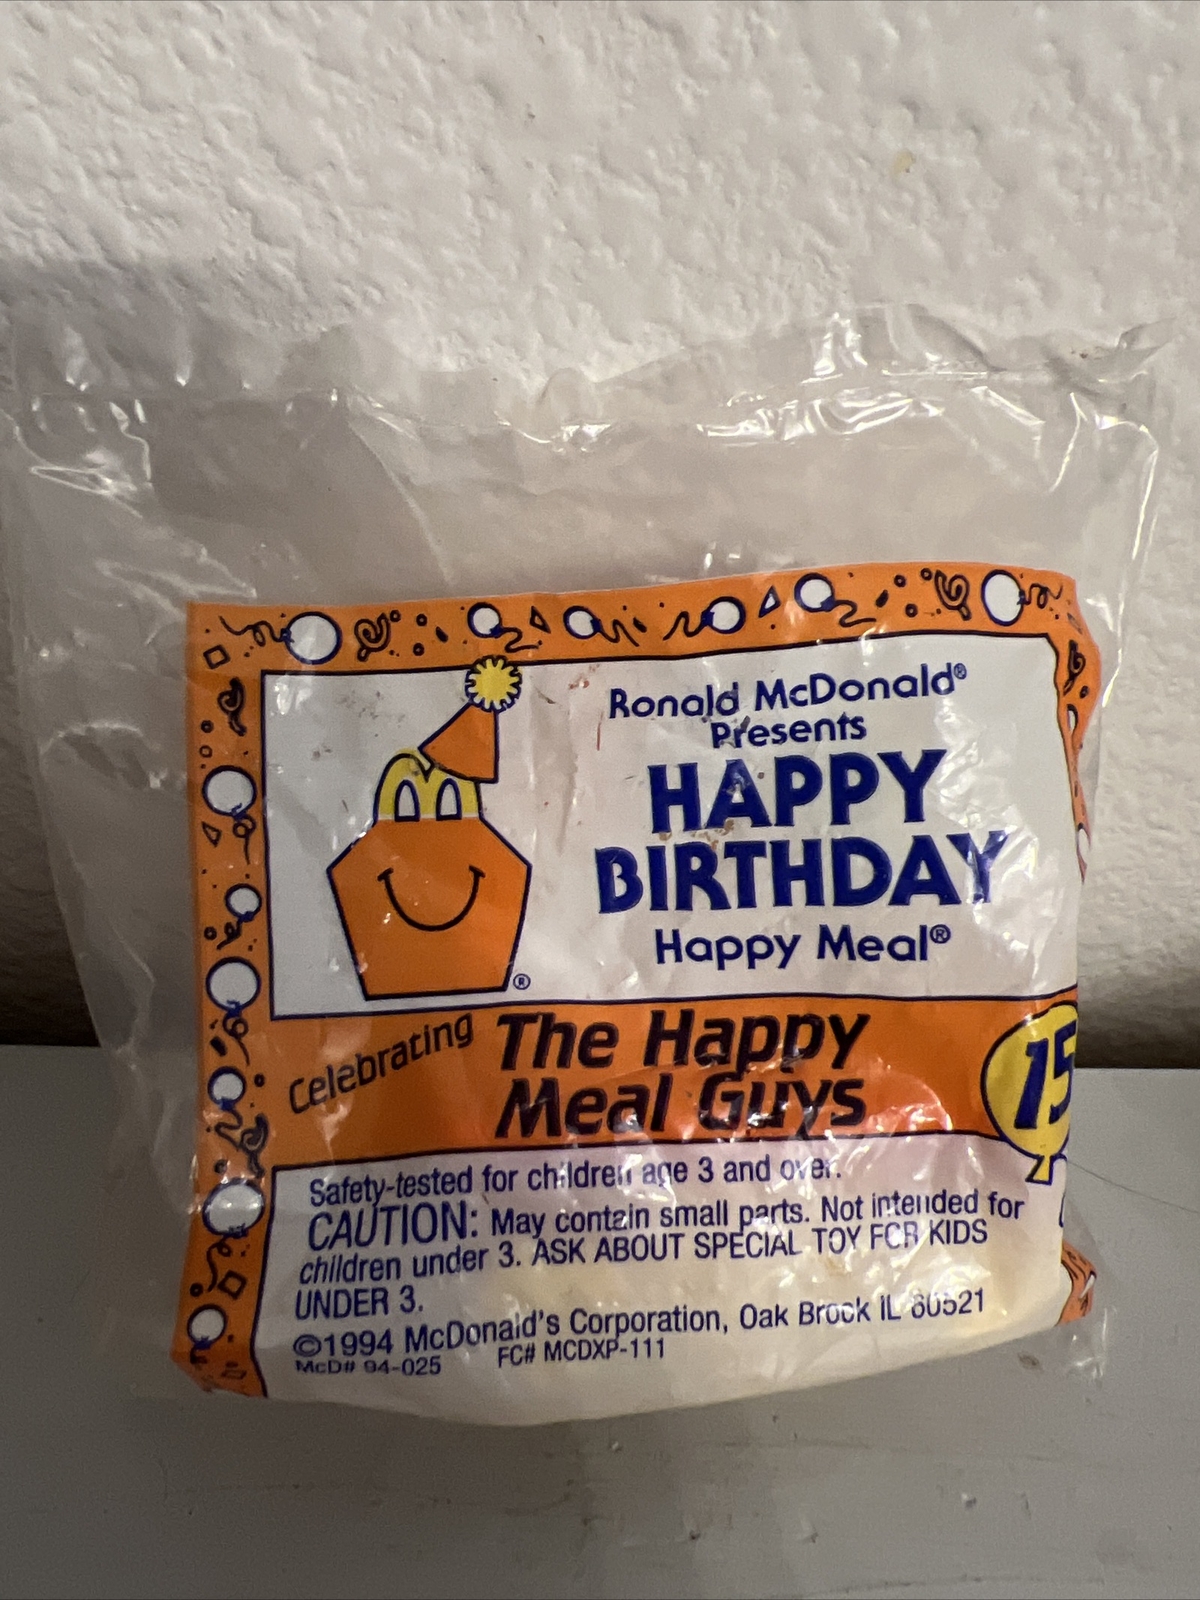 Ronald McDonald®
Presents
HAPPY
BIRTHDAY
Happy Meal®
®
Celebrating The Happy
Meal Guys
15
Safety-tested for children age 3 and over.
CAUTION: May contain small parts. Not intended for
children under 3. ASK ABOUT SPECIAL TOY FOR KIDS
UNDER 3.
©1994 McDonald's Corporation, Oak Brook IL 60521
McD# 94-025 FC# MCDXP-111